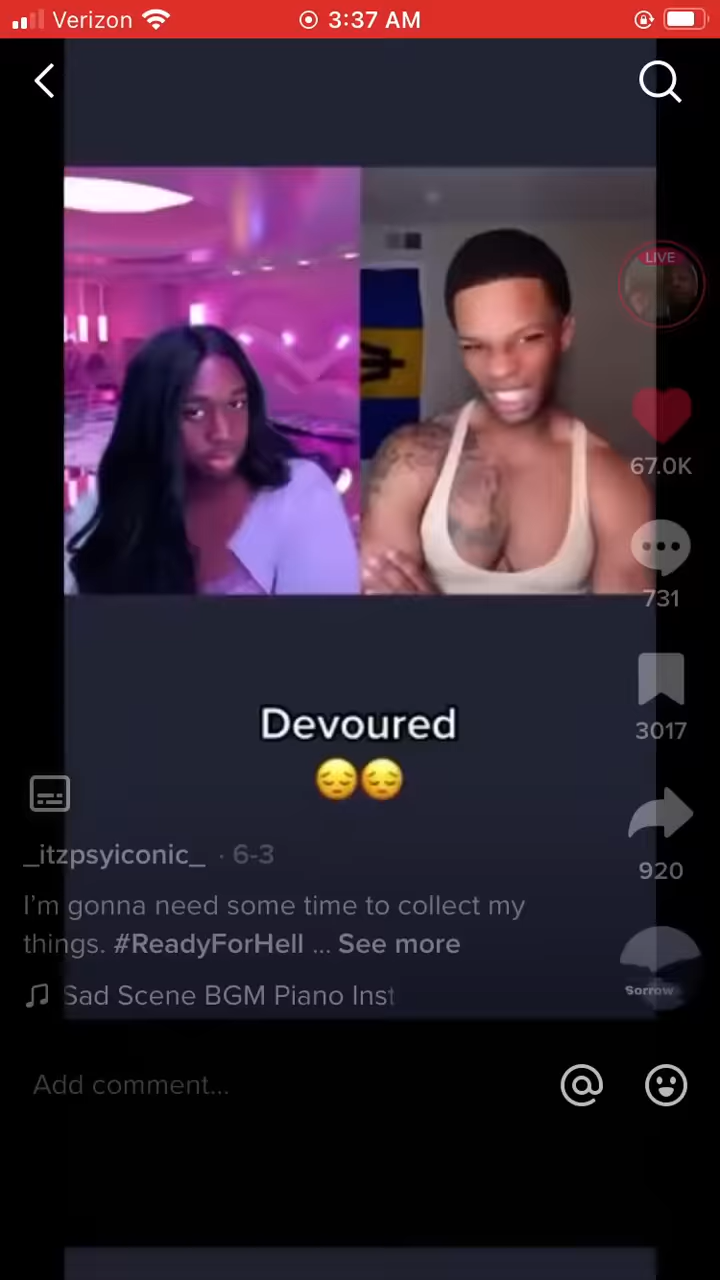 Verizon 3:37 AM
LIVE
67.0K
731
3017
Devoured
😔😔
_itzpsyiconic_ · 6-3
920
I'm gonna need some time to collect my
things. #ReadyForHell ... See more
Sorrow
Sad Scene BGM Piano Inst
Add comment...